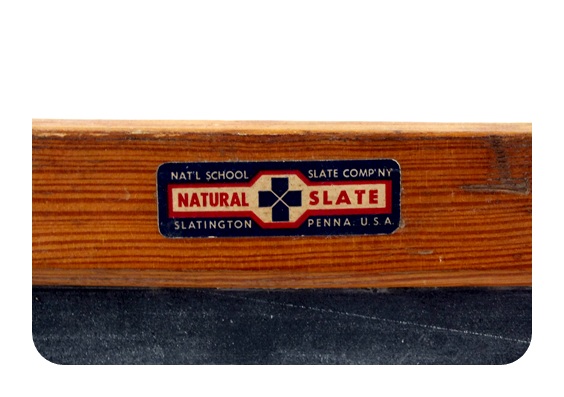 NAT'L SCHOOL SLATE COMP'NY
NATURAL SLATE
SLATINGTON PENNA. U.S.A.